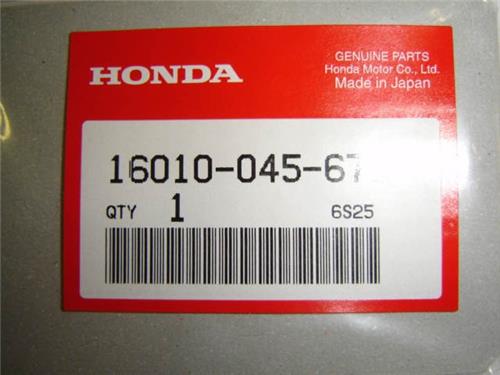 HONDA
GENUINE PARTS
Honda Motor Co., Ltd.
Made in Japan
16010-045-67
QTY 1 6S25